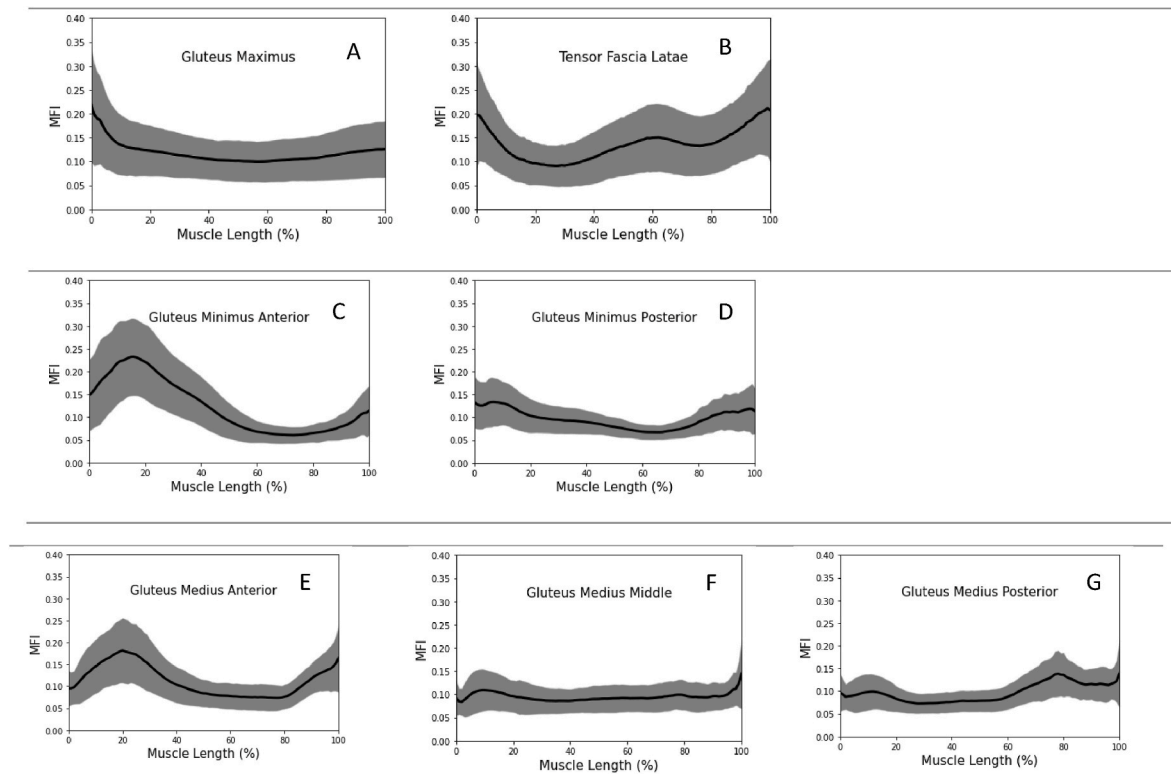 Gluteus Maximus
A
MFI
0.40
0.35
0.30
0.25
0.20
0.15
0.10
0.05
0.00
0 20 40 60 80 100
Muscle Length (%)
Tensor Fascia Latae
B
MFI
0.40
0.35
0.30
0.25
0.20
0.15
0.10
0.05
0.00
0 20 40 60 80 100
Muscle Length (%)
Gluteus Minimus Anterior
C
MFI
0.40
0.35
0.30
0.25
0.20
0.15
0.10
0.05
0.00
0 20 40 60 80 100
Muscle Length (%)
Gluteus Minimus Posterior
D
MFI
0.40
0.35
0.30
0.25
0.20
0.15
0.10
0.05
0.00
0 20 40 60 80 100
Muscle Length (%)
Gluteus Medius Anterior
E
MFI
0.40
0.35
0.30
0.25
0.20
0.15
0.10
0.05
0.00
0 20 40 60 80 100
Muscle Length (%)
Gluteus Medius Middle
F
MFI
0.40
0.35
0.30
0.25
0.20
0.15
0.10
0.05
0.00
0 20 40 60 80 100
Muscle Length (%)
Gluteus Medius Posterior
G
MFI
0.40
0.35
0.30
0.25
0.20
0.15
0.10
0.05
0.00
0 20 40 60 80 100
Muscle Length (%)